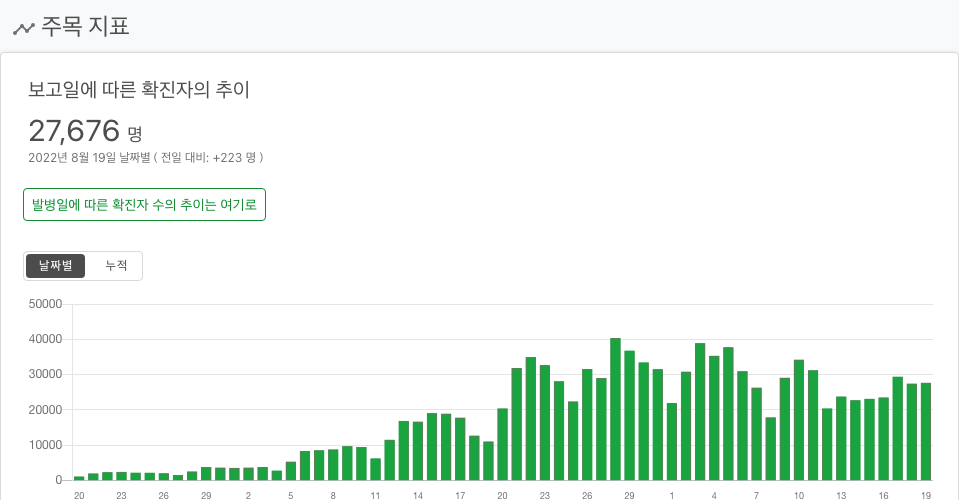 주목 지표
보고일에 따른 확진자의 추이
27,676 명
2022년 8월 19일 날짜별 ( 전일 대비: +223 명 )
발병일에 따른 확진자 수의 추이는 여기로
날짜별 누적
50000
40000
30000
20000
10000
0
20 23 26 29 2 5 8 11 14 17 20 23 26 29 1 4 7 10 13 16 19